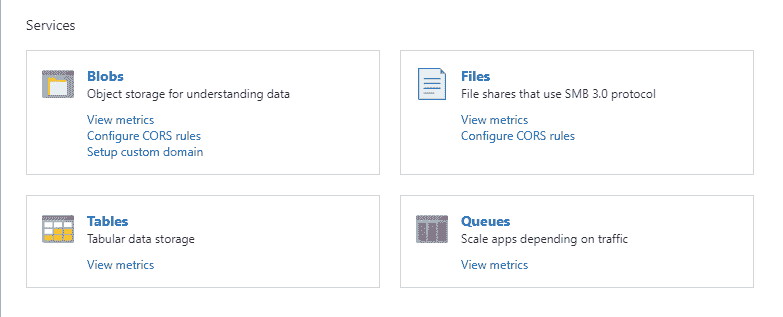 Services
Blobs
Object storage for understanding data
View metrics
Configure CORS rules
Setup custom domain
Files
File shares that use SMB 3.0 protocol
View metrics
Configure CORS rules
Tables
Tabular data storage
View metrics
Queues
Scale apps depending on traffic
View metrics